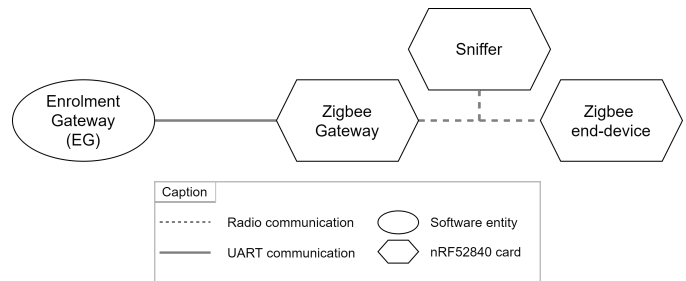 Sniffer
Enrolment
Gateway
(EG)
Zigbee
Gateway
Zigbee
end-device
Caption
Radio communication
Software entity
UART communication
nRF52840 card